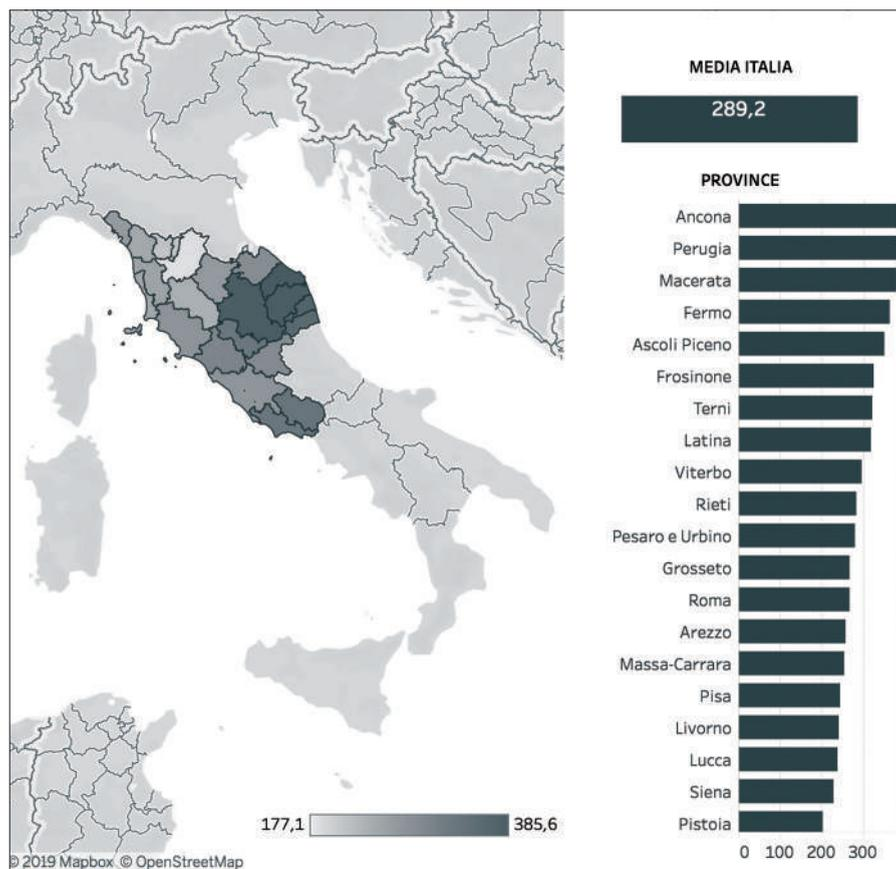 MEDIA ITALIA
289,2
PROVINCE
Ancona
Perugia
Macerata
Fermo
Ascoli Piceno
Frosinone
Terni
Latina
Viterbo
Rieti
Pesaro e Urbino
Grosseto
Roma
Arezzo
Massa-Carrara
Pisa
Livorno
Lucca
Siena
Pistoia
0 100 200 300
177,1 385,6
© 2019 Mapbox © OpenStreetMap